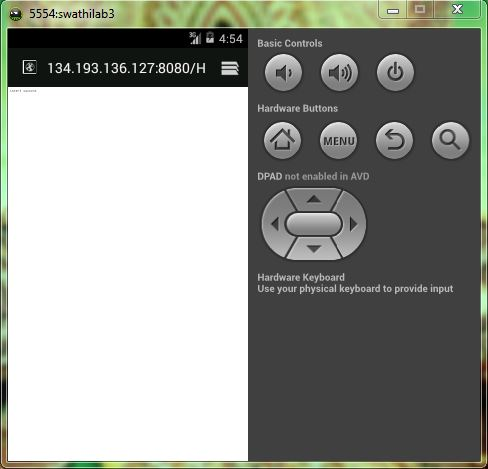 5554:swathilab3
3G 4:54
134.193.136.127:8080/H
Basic Controls
Hardware Buttons
MENU
DPAD not enabled in AVD
Hardware Keyboard
Use your physical keyboard to provide input